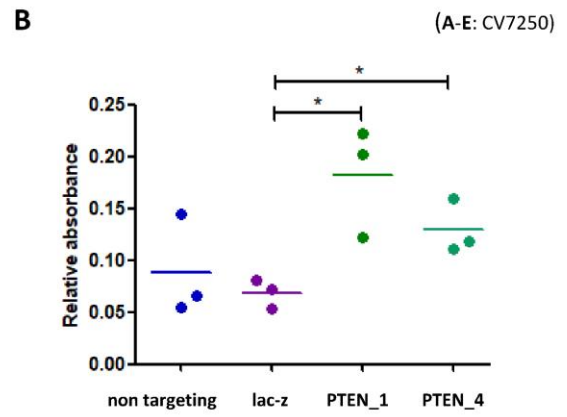 B
(A-E: CV7250)
*
*
0.25
0.20
0.15
0.10
0.05
0.00
Relative absorbance
non targeting lac-z PTEN_1 PTEN_4